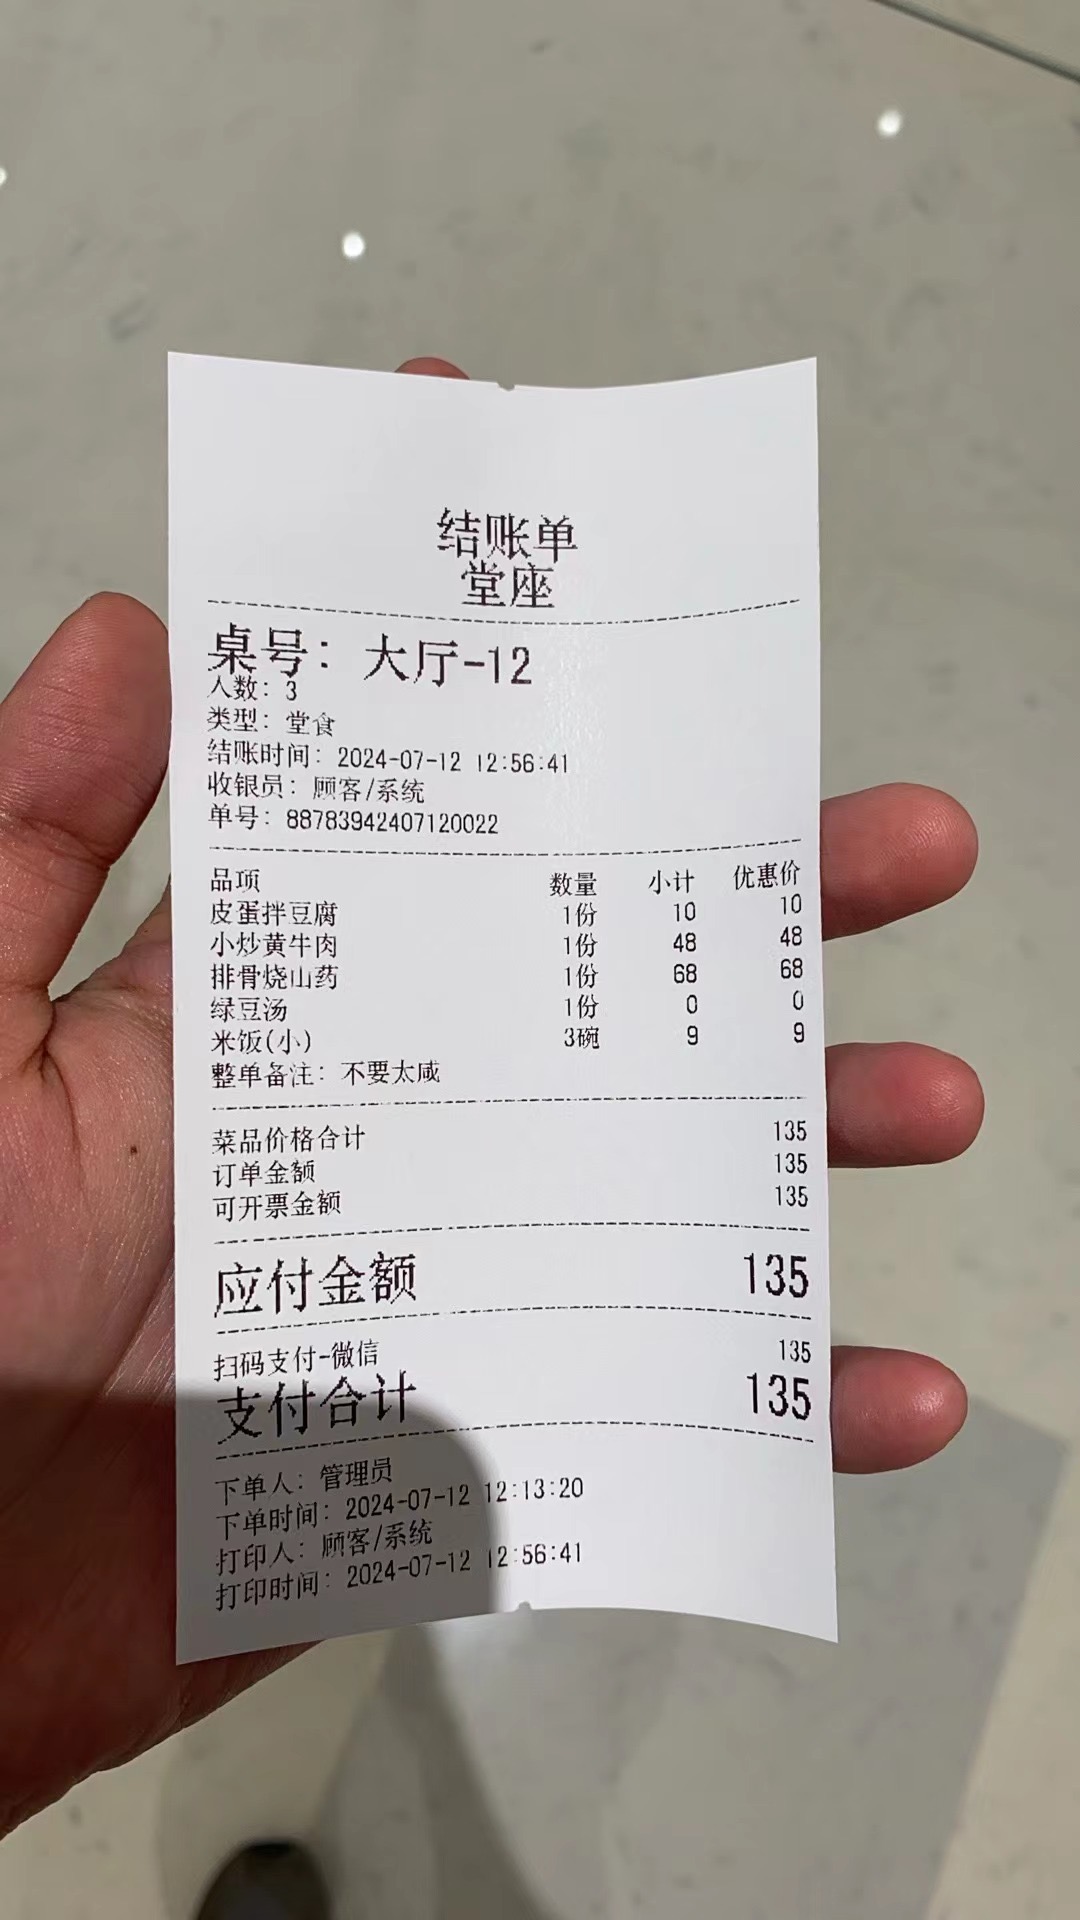 结账单
堂座
桌号：大厅-12
人数：3
类型：堂食
结账时间：2024-07-12 12:56:41
收银员：顾客/系统
单号：88783942407120022
品项 数量 小计 优惠价
皮蛋拌豆腐 1份 10 10
小炒黄牛肉 1份 48 48
排骨烧山药 1份 68 68
绿豆汤 1份 0 0
米饭(小) 3碗 9 9
整单备注：不要太咸
菜品价格合计 135
订单金额 135
可开票金额 135
应付金额 135
扫码支付-微信 135
支付合计 135
下单人：管理员
下单时间：2024-07-12 12:13:20
打印人：顾客/系统
打印时间：2024-07-12 12:56:41